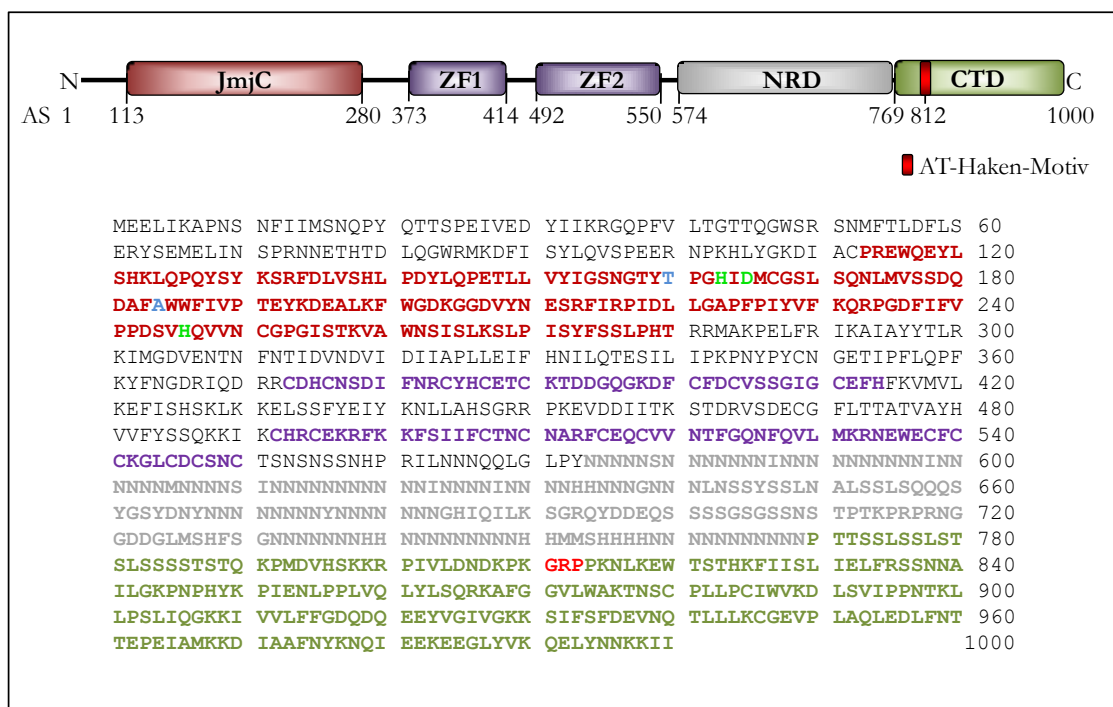 N JmjC ZF1 ZF2 NRD CTD C
AS 1 113 280 373 414 492 550 574 769 812 1000
AT-Haken-Motiv
MEELIKAPNS NFIIMSNQPY QTTSPEIVED YIIKRGQPFV LTGTTQGWSR SNMFTLDFLS 60
ERYSEMELIN SPRNNETHTD LQGWRMKDFI SYLQVSPEER NPKHLYGKDI ACPREWQEYL 120
SHKLQPQYSY KSRFDLVSHL PDYLQPETLL VYIGSNGTYT PGHIDMCGSL SQNLMVSSDQ 180
DAFAWWFIVP TEYKDEALKF WGDKGGDVYN ESRFIRPIDL LGAPFPIYVF KQRPGDFIFV 240
PPDSVHQVVN CGPGISTKVA WNSISLKSLP ISYFSSLPHT RRMAKPELFR IKAIAYYTLR 300
KIMGDVENTN FNTIDVNDVI DIIAPLLEIF HNILQTESIL IPKPNYPYCN GETIPFLQPF 360
KYFNGDRIQD RRCDHCNSDI FNRCYHCETC KTDDGQGKDF CFDCVSSGIG CEFHFKVMVL 420
KEFISHSKLK KELSSFYEIY KNLLAHSGRR PKEVDDIITK STDRVSDECG FLTTATVAYH 480
VVFYSSQKKI KCHRCEKRFK KFSIIFCTNC NARFCEQCVV NTFGQNFQVL MKRNEWECFC 540
CKGLCDCSNC TSNSNSSNHP RILNNNQQLG LPYNNNNNSN NNNNNNINNN NNNNNNNINN 600
NNNNMNNNNS INNNNNNNNN NNINNNNINN NNHNNNGNNN NLNSSYSSLN ALSSLSQQQS 660
YGSYDNYNNN NNNNNYNNNN NNNGHIQILK SGRQYDDEQS SSSGSGSSNS TPTKPRPRNG 720
GDDGLMSHFS GNNNNNNNHH NNNNNNNNNH HMMSHHHHNN NNNNNNNNNP TTSSLSSLST 780
SLSSSSTSTQ KPMDVHSKKR PIVLDNDKPK GRPPKNLKEW TSTHKFIISL IELFRSSNNA 840
ILGKPNPHYK PIENLPPLVQ LYLSQRKAFG GVLWAKTNSC PLLPCIWVKD LSVIPPNTKL 900
LPSLIQGKKI VVLFFGDQDQ EEYVGIVGKK SIFSFDEVNQ TLLLKCGEVP LAQLEDLFNT 960
TEPEIAMKKD IAAFNYKNQI EEKEEGLYVK QELYNNKKII 1000